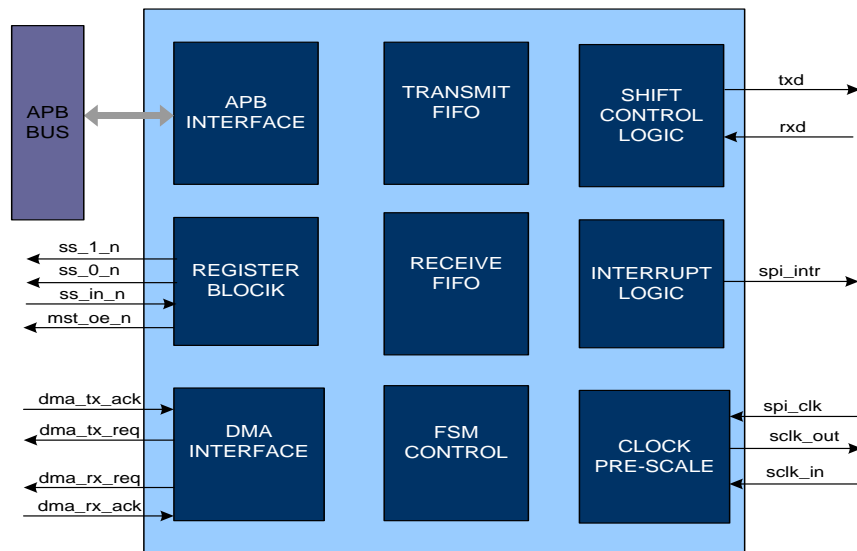 APB
BUS
APB
INTERFACE
TRANSMIT
FIFO
SHIFT
CONTROL
LOGIC
txd
rxd
ss_1_n
ss_0_n
ss_in_n
mst_oe_n
REGISTER
BLOCIK
RECEIVE
FIFO
INTERRUPT
LOGIC
spi_intr
dma_tx_ack
dma_tx_req
dma_rx_req
dma_rx_ack
DMA
INTERFACE
FSM
CONTROL
CLOCK
PRE-SCALE
spi_clk
sclk_out
sclk_in